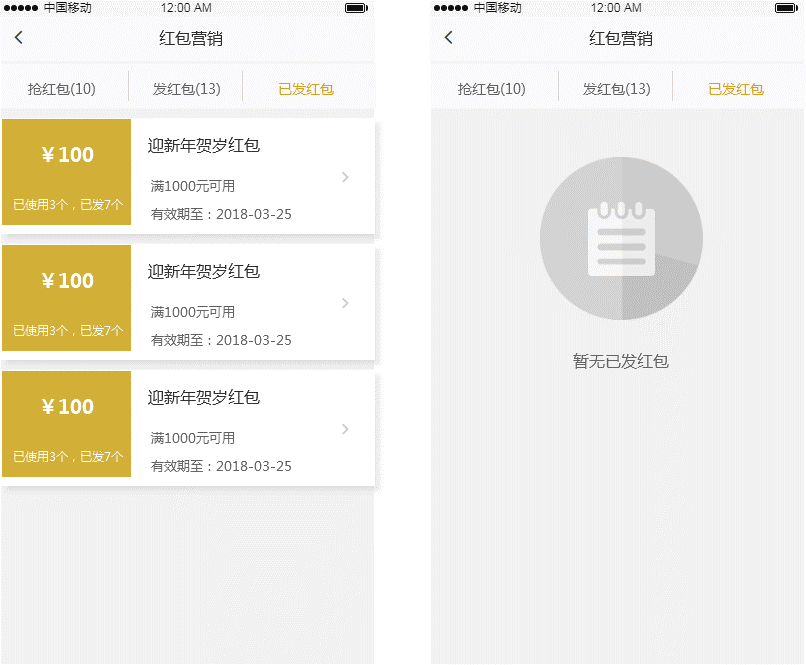 中国移动 12:00 AM
红包营销
抢红包(10) 发红包(13) 已发红包
￥100
已使用3个，已发7个
迎新年贺岁红包
满1000元可用
有效期至：2018-03-25
￥100
已使用3个，已发7个
迎新年贺岁红包
满1000元可用
有效期至：2018-03-25
￥100
已使用3个，已发7个
迎新年贺岁红包
满1000元可用
有效期至：2018-03-25
中国移动 12:00 AM
红包营销
抢红包(10) 发红包(13) 已发红包
暂无已发红包